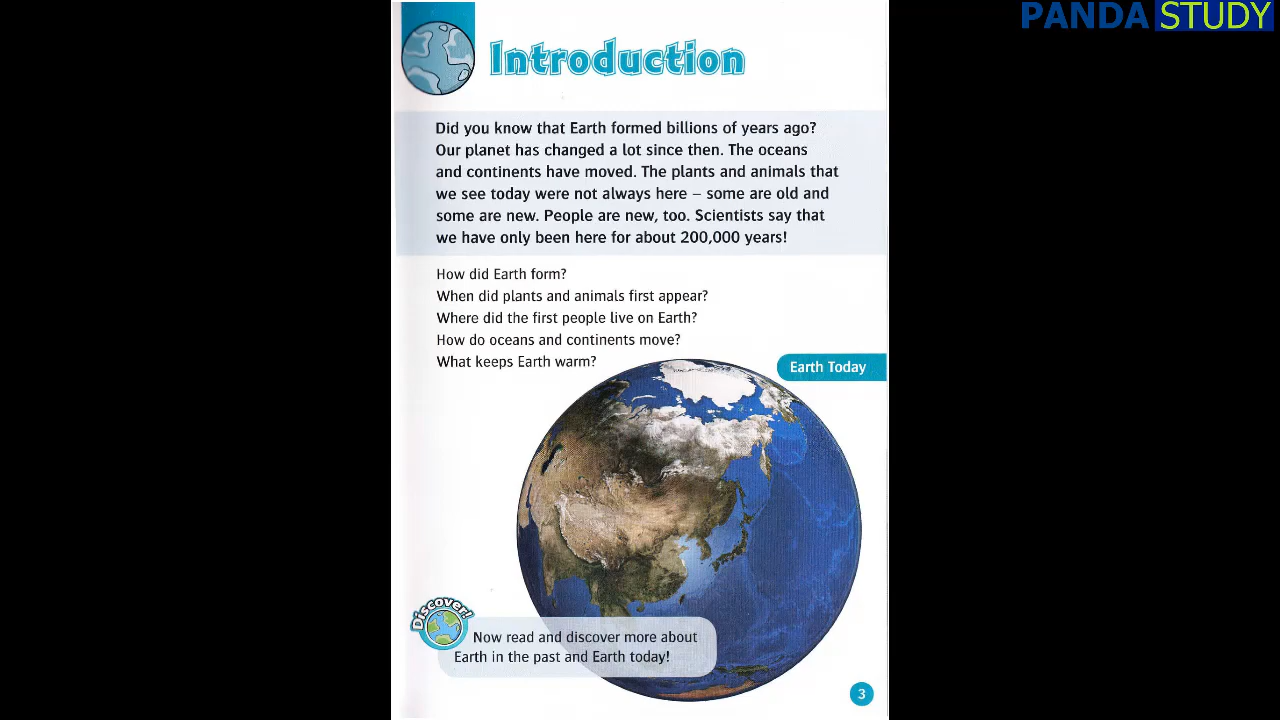 PANDA STUDY
Introduction
Did you know that Earth formed billions of years ago?
Our planet has changed a lot since then. The oceans
and continents have moved. The plants and animals that
we see today were not always here – some are old and
some are new. People are new, too. Scientists say that
we have only been here for about 200,000 years!
How did Earth form?
When did plants and animals first appear?
Where did the first people live on Earth?
How do oceans and continents move?
What keeps Earth warm?
Earth Today
Discover!
Now read and discover more about
Earth in the past and Earth today!
3